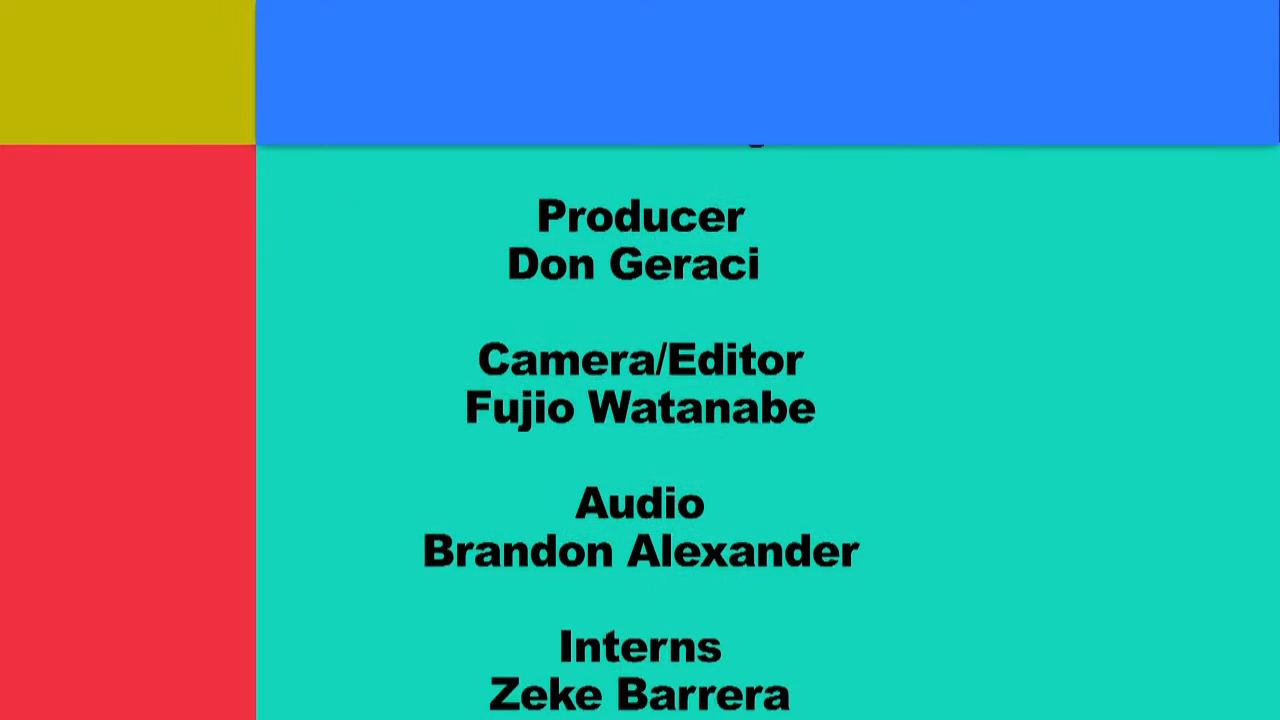 Producer
Don Geraci
Camera/Editor
Fujio Watanabe
Audio
Brandon Alexander
Interns
Zeke Barrera